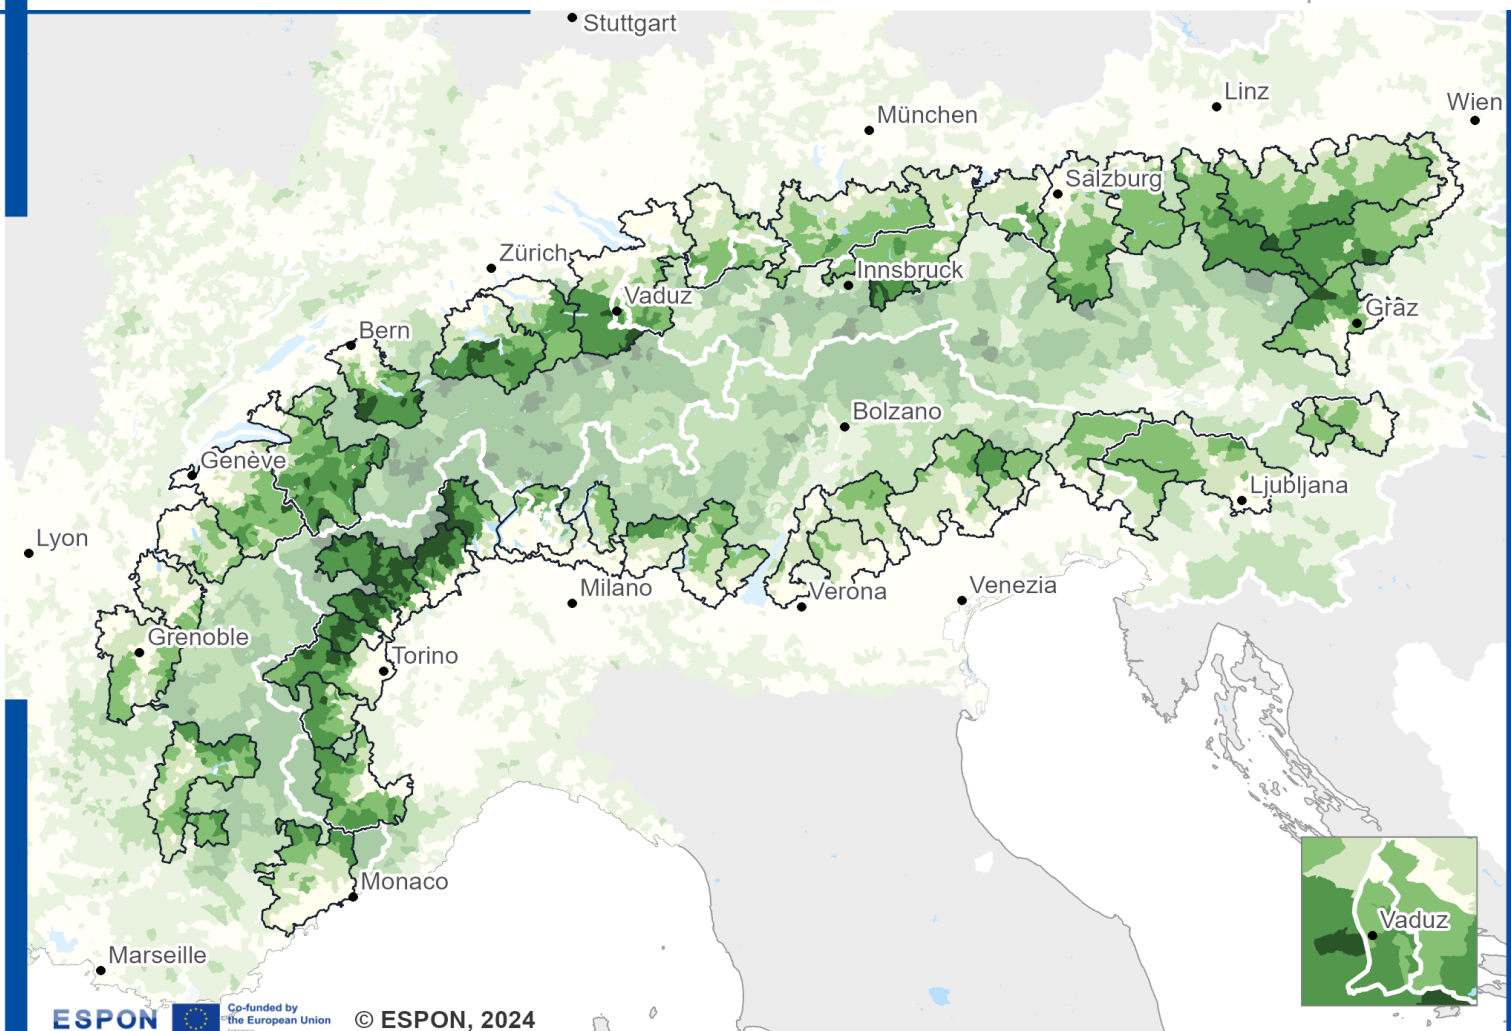 Stuttgart
Linz
Wien
München
Salzburg
Zürich
Innsbruck
Vaduz
Graz
Bern
Bolzano
Genève
Ljubljana
Lyon
Milano
Verona
Venezia
Grenoble
Torino
Monaco
Vaduz
Marseille
ESPON
Co-funded by
the European Union
© ESPON, 2024